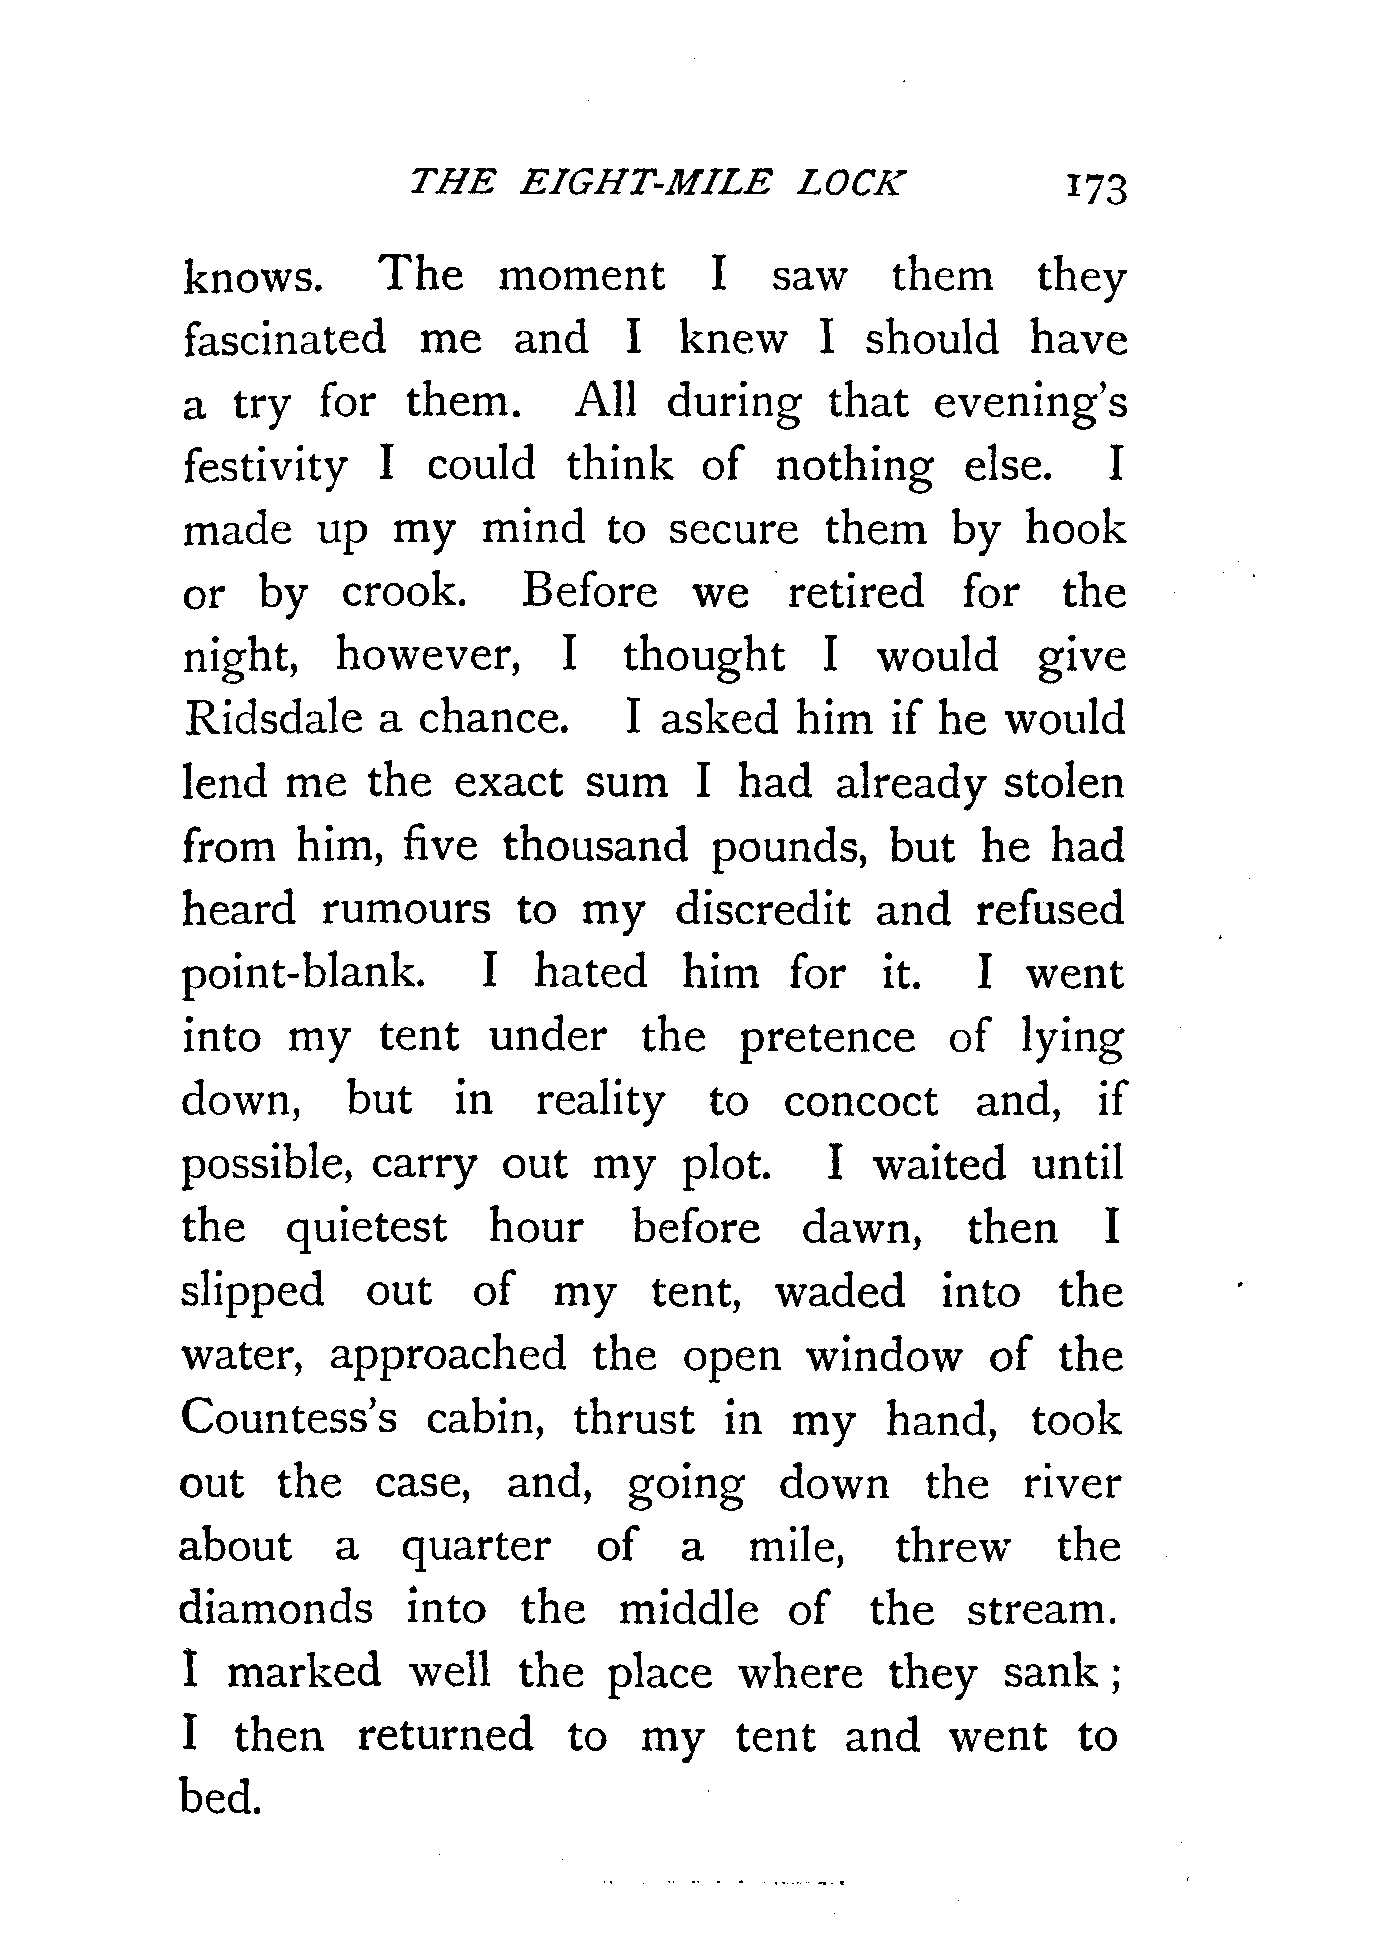 THE EIGHT-MILE LOCK 173
knows. The moment I saw them they
fascinated me and I knew I should have
a try for them. All during that evening's
festivity I could think of nothing else. I
made up my mind to secure them by hook
or by crook. Before we retired for the
night, however, I thought I would give
Ridsdale a chance. I asked him if he would
lend me the exact sum I had already stolen
from him, five thousand pounds, but he had
heard rumours to my discredit and refused
point-blank. I hated him for it. I went
into my tent under the pretence of lying
down, but in reality to concoct and, if
possible, carry out my plot. I waited until
the quietest hour before dawn, then I
slipped out of my tent, waded into the
water, approached the open window of the
Countess's cabin, thrust in my hand, took
out the case, and, going down the river
about a quarter of a mile, threw the
diamonds into the middle of the stream.
I marked well the place where they sank ;
I then returned to my tent and went to
bed.